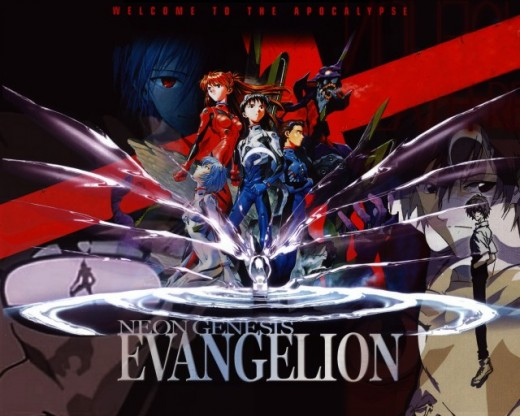 WELCOME TO THE APOCALYPSE
NEON GENESIS
EVANGELION